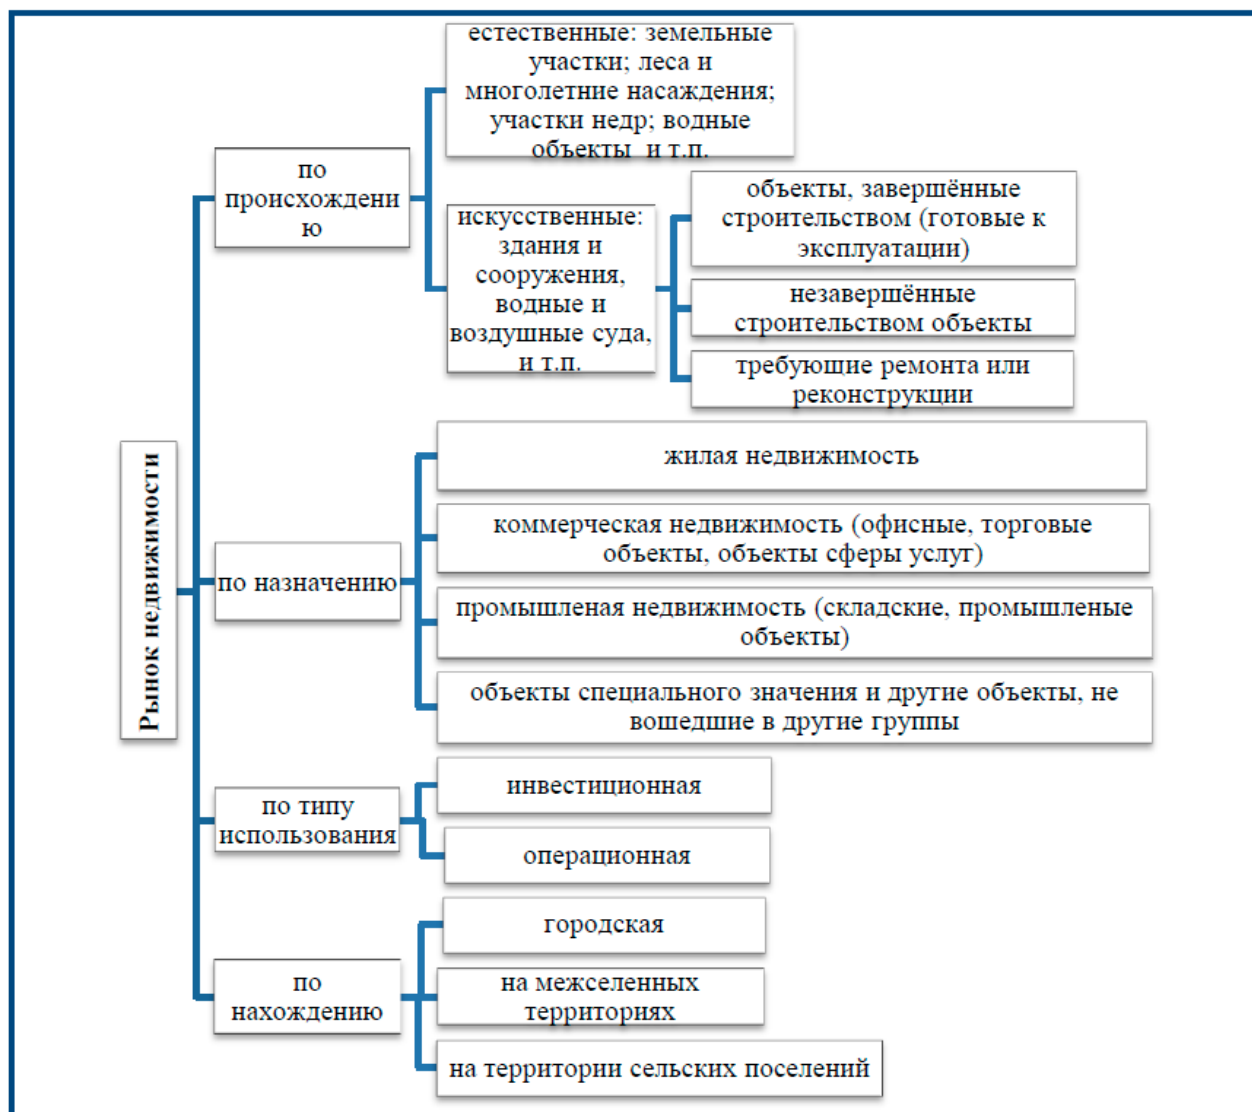 Рынок недвижимости
по
происхождени
ю
естественные: земельные
участки; леса и
многолетние насаждения;
участки недр; водные
объекты и т.п.
искусственные:
здания и
сооружения,
водные и
воздушные суда,
и т.п.
объекты, завершённые
строительством (готовые к
эксплуатации)
незавершённые
строительством объекты
требующие ремонта или
реконструкции
по назначению
жилая недвижимость
коммерческая недвижимость (офисные, торговые
объекты, объекты сферы услуг)
промышленая недвижимость (складские, промышленые
объекты)
объекты специального значения и другие объекты, не
вошедшие в другие группы
по типу
использования
инвестиционная
операционная
по
нахождению
городская
на межселенных
территориях
на территории сельских поселений